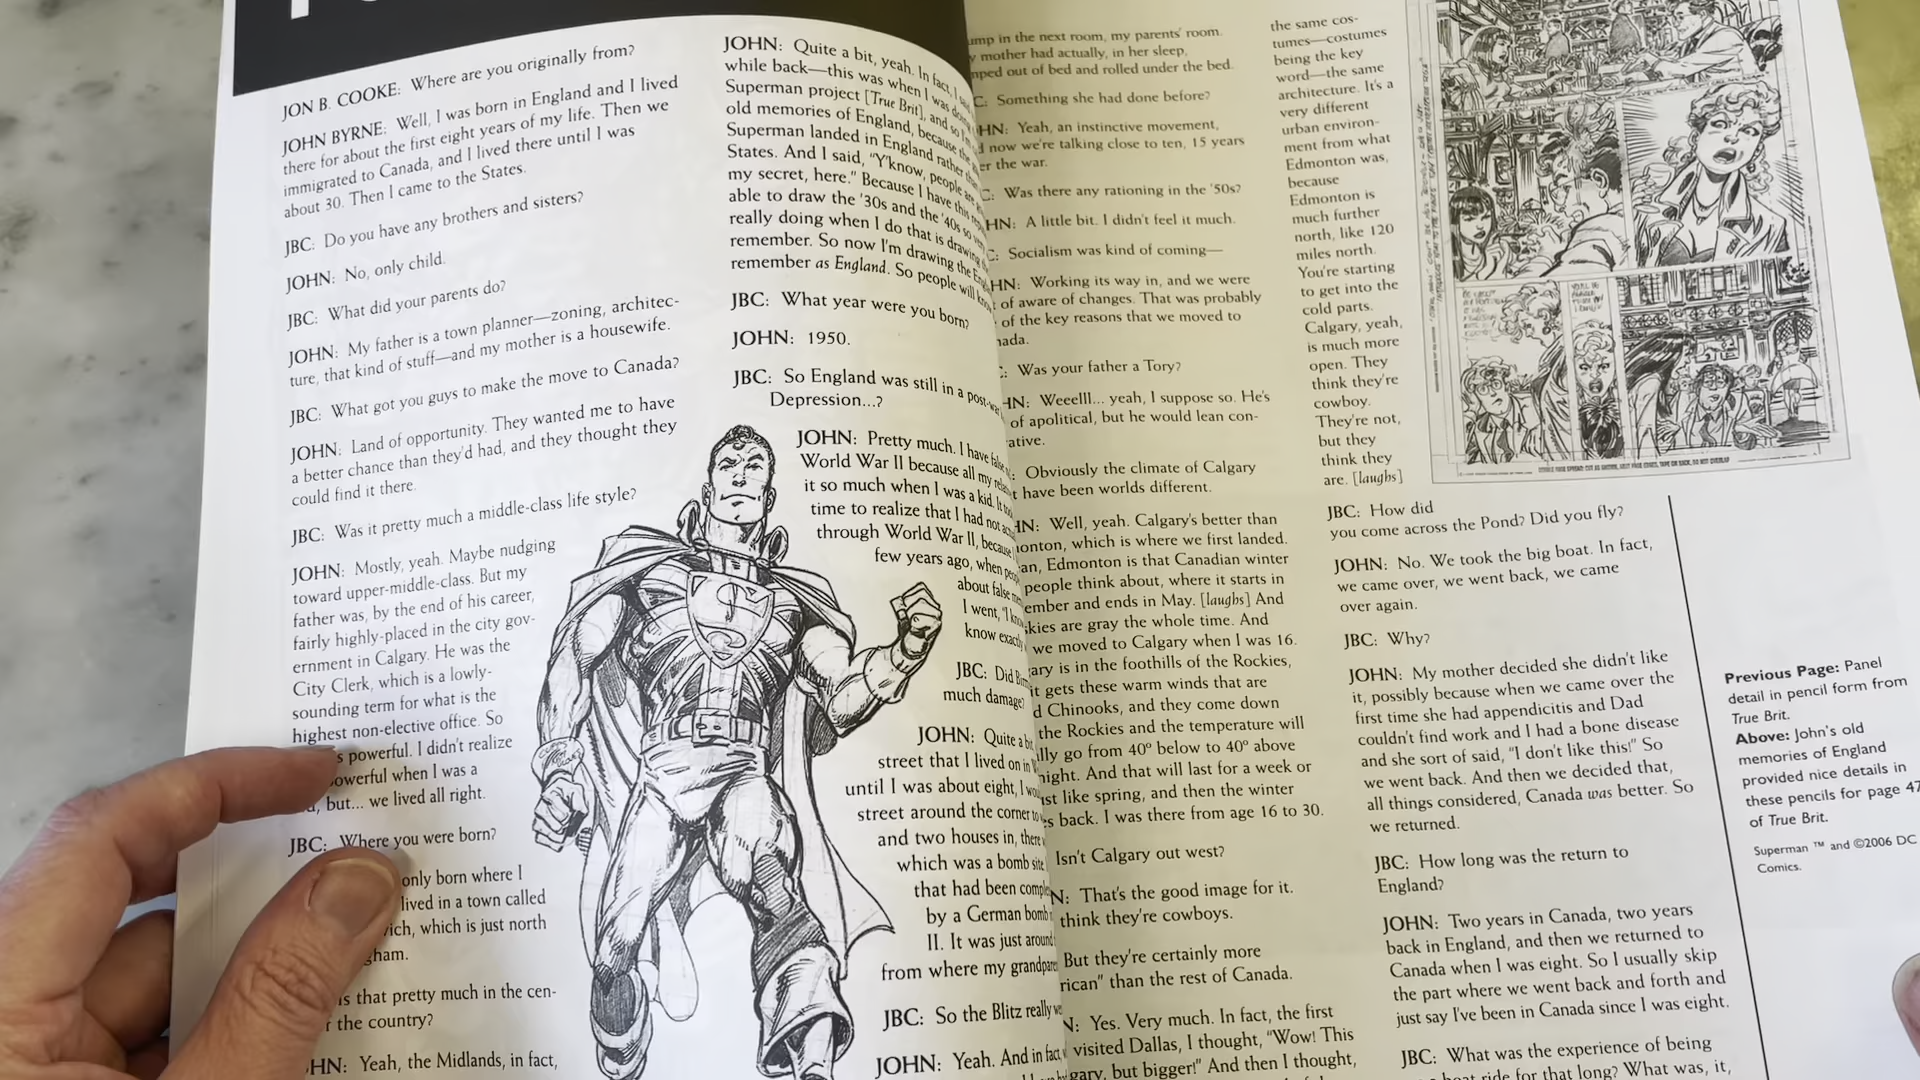 JON B. COOKE: Where are you originally from?
JOHN BYRNE: Well, I was born in England and I lived
there for about the first eight years of my life. Then we
immigrated to Canada, and I lived there until I was
about 30. Then I came to the States.
JBC: Do you have any brothers and sisters?
JOHN: No, only child.
JBC: What did your parents do?
JOHN: My father is a town planner—zoning, architec-
ture, that kind of stuff—and my mother is a housewife.
JBC: What got you guys to make the move to Canada?
JOHN: Land of opportunity. They wanted me to have
a better chance than they'd had, and they thought they
could find it there.
JBC: Was it pretty much a middle-class life style?
JOHN: Mostly, yeah. Maybe nudging
toward upper-middle-class. But my
father was, by the end of his career,
fairly highly-placed in the city gov-
ernment in Calgary. He was the
City Clerk, which is a lowly-
sounding term for what is the
highest non-elective office. So
powerful. I didn't realize
powerful when I was a
but... we lived all right.
JBC: Where you were born?
only born where I
lived in a town called
which is just north
is that pretty much in the cen-
the country?
Yeah, the Midlands, in fact,
JOHN: Quite a bit, yeah. In fact, I
while back—this was when I was
Superman project [True Brit], and so
old memories of England, because
Superman landed in England rather
States. And I said, "Y'know, people
my secret, here." Because I have this
able to draw the '30s and the '40s so
really doing when I do that is drawing
remember. So now I'm drawing the
remember as England. So people will
JBC: What year were you born?
JOHN: 1950.
JBC: So England was still in a post-war
Depression...?
JOHN: Pretty much. I have
World War II because all my
it so much when I was a kid. It
time to realize that I had not
through World War II, because
few years ago, when
about false
I went, "I
know exactly
JBC: Did
much damage?
JOHN: Quite a
street that I lived on in
until I was about eight, I
street around the corner to
and two houses in, there
which was a bomb site
that had been
by a German bomb
II. It was just around
from where my
JBC: So the Blitz really
JOHN: Yeah. And in fact,
in the next room, my parents' room.
mother had actually, in her sleep,
out of bed and rolled under the bed.
Something she had done before?
Yeah, an instinctive movement,
now we're talking close to ten, 15 years
the war.
Was there any rationing in the '50s?
A little bit. I didn't feel it much.
Socialism was kind of coming—
Working its way in, and we were
of aware of changes. That was probably
of the key reasons that we moved to
Was your father a Tory?
Weeelll... yeah, I suppose so. He's
of apolitical, but he would lean con-
Obviously the climate of Calgary
have been worlds different.
Well, yeah. Calgary's better than
which is where we first landed.
Edmonton is that Canadian winter
people think about, where it starts in
and ends in May. [laughs] And
are gray the whole time. And
we moved to Calgary when I was 16.
is in the foothills of the Rockies,
it gets these warm winds that are
Chinooks, and they come down
the Rockies and the temperature will
go from 40º below to 40º above
And that will last for a week or
like spring, and then the winter
back. I was there from age 16 to 30.
Isn't Calgary out west?
That's the good image for it.
think they're cowboys.
But they're certainly more
than the rest of Canada.
Yes. Very much. In fact, the first
visited Dallas, I thought, "Wow! This
but bigger!" And then I thought,
the same cos-
tumes—costumes
being the key
word—the same
architecture. It's a
very different
urban environ-
ment from what
Edmonton was,
because
Edmonton is
much further
north, like 120
miles north.
You're starting
to get into the
cold parts.
Calgary, yeah,
is much more
open. They
think they're
cowboy.
They're not,
but they
think they
are. [laughs]
JBC: How did
you come across the Pond? Did you fly?
JOHN: No. We took the big boat. In fact,
we came over, we went back, we came
over again.
JBC: Why?
JOHN: My mother decided she didn't like
it, possibly because when we came over the
first time she had appendicitis and Dad
couldn't find work and I had a bone disease
and she sort of said, "I don't like this!" So
we went back. And then we decided that,
all things considered, Canada was better. So
we returned.
JBC: How long was the return to
England?
JOHN: Two years in Canada, two years
back in England, and then we returned to
Canada when I was eight. So I usually skip
the part where we went back and forth and
just say I've been in Canada since I was eight.
JBC: What was the experience of being
ride for that long? What was, it,
Previous Page: Panel
detail in pencil form from
True Brit.
Above: John's old
memories of England
provided nice details in
these pencils for page 47
of True Brit.
Superman ™ and ©2006 DC
Comics.